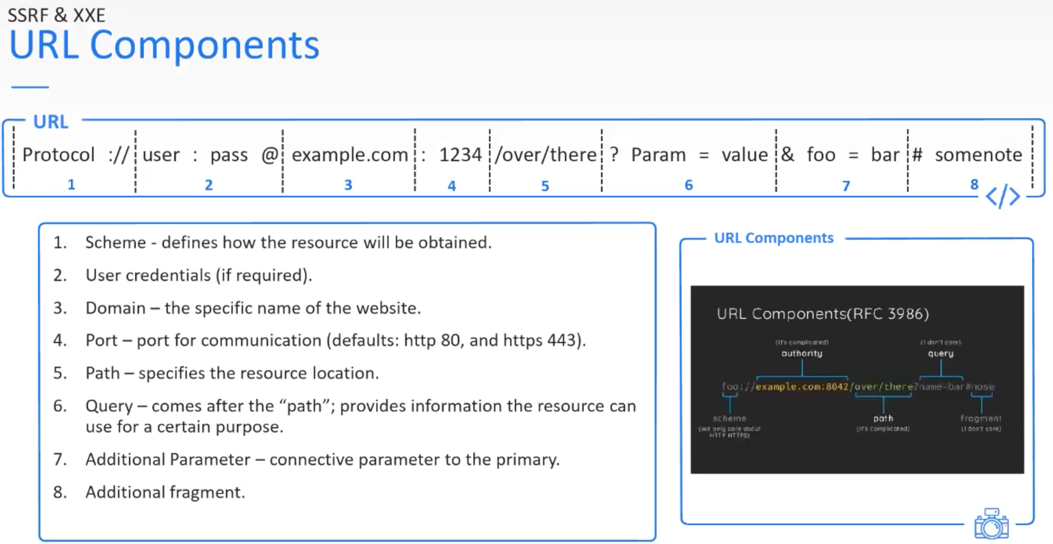 SSRF & XXE
URL Components
URL
Protocol :// user : pass @ example.com : 1234 /over/there ? Param = value & foo = bar # somenote
1 2 3 4 5 6 7 8
</>
1. Scheme - defines how the resource will be obtained.
2. User credentials (if required).
3. Domain – the specific name of the website.
4. Port – port for communication (defaults: http 80, and https 443).
5. Path – specifies the resource location.
6. Query – comes after the “path”; provides information the resource can
use for a certain purpose.
7. Additional Parameter – connective parameter to the primary.
8. Additional fragment.
URL Components
URL Components(RFC 3986)
(It's complicated) (I don't care)
authority query
foo://example.com:8042/over/there?name=bar#nose
scheme path fragment
(we only care about (It's complicated) (I don't care)
HTTP HTTPS)